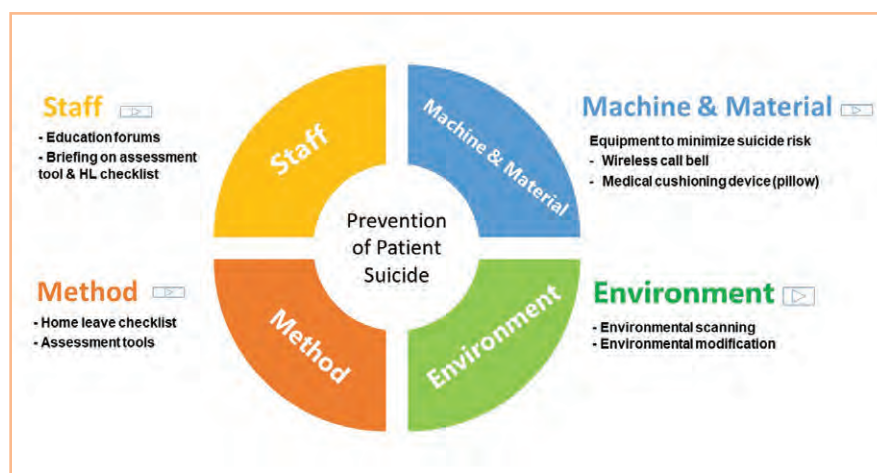 Staff
- Education forums
- Briefing on assessment
tool & HL checklist
Staff
Machine & Material
Machine & Material
Equipment to minimize suicide risk
- Wireless call bell
- Medical cushioning device (pillow)
Prevention
of Patient
Suicide
Method
- Home leave checklist
- Assessment tools
Method
Environment
Environment
- Environmental scanning
- Environmental modification